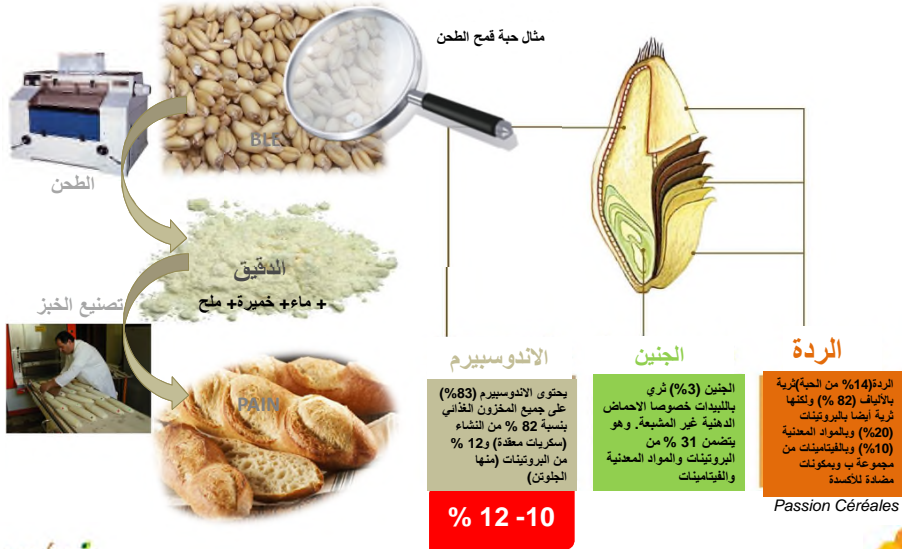 مثال حبة قمح الطحن
BLE
الطحن
الدقيق
+ ماء+ خميرة+ ملح
تصنيع الخبز
PAIN
الاندوسبيرم
يحتوى الاندوسبيرم (83%)
على جميع المخزون الغذائي
بنسبة 82 % من النشاء
(سكريات معقدة) و12 %
من البروتينات (منها
الجلوتن)
10- 12 %
الجنين
الجنين (3%) ثري
باللبيدات خصوصا الاحماض
الدهنية غير المشبعة. وهو
يتضمن 31 % من
البروتينات والمواد المعدنية
والفيتامينات
الردة
الردة(14% من الحبة)ثرية
بالألياف (82 %) ولكنها
ثرية أيضا بالبروتينات
(20%) وبالمواد المعدنية
(10%) وبالفيتامينات من
مجموعة ب وبمكونات
مضادة للأكسدة
Passion Céréales